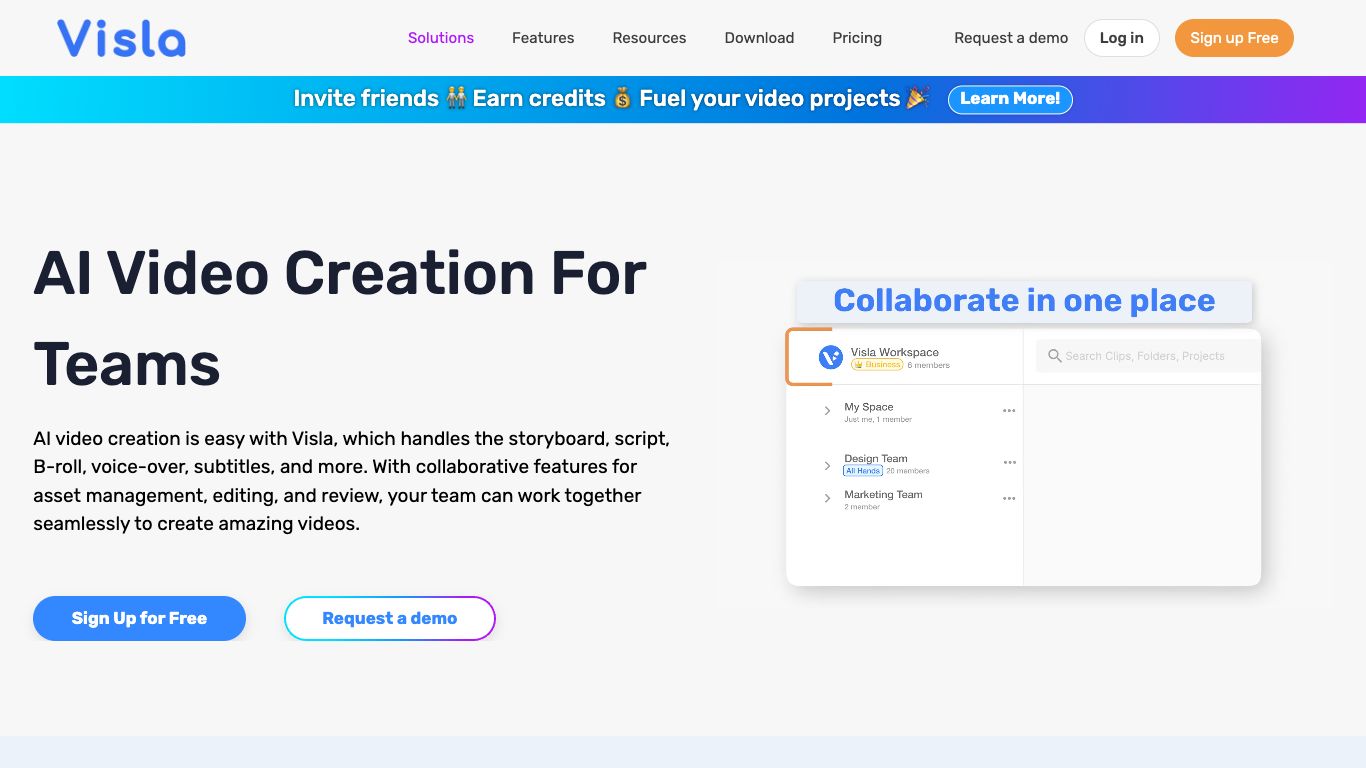 Visla
Solutions Features Resources Download Pricing Request a demo Log in Sign up Free
Invite friends 👬 Earn credits 💰 Fuel your video projects 🎉 Learn More!
AI Video Creation For
Teams
AI video creation is easy with Visla, which handles the storyboard, script,
B-roll, voice-over, subtitles, and more. With collaborative features for
asset management, editing, and review, your team can work together
seamlessly to create amazing videos.
Sign Up for Free Request a demo
Collaborate in one place
Visla Workspace
Business 6 members
Search Clips, Folders, Projects
My Space
Just me, 1 member
Design Team
All Hands 20 members
Marketing Team
2 member